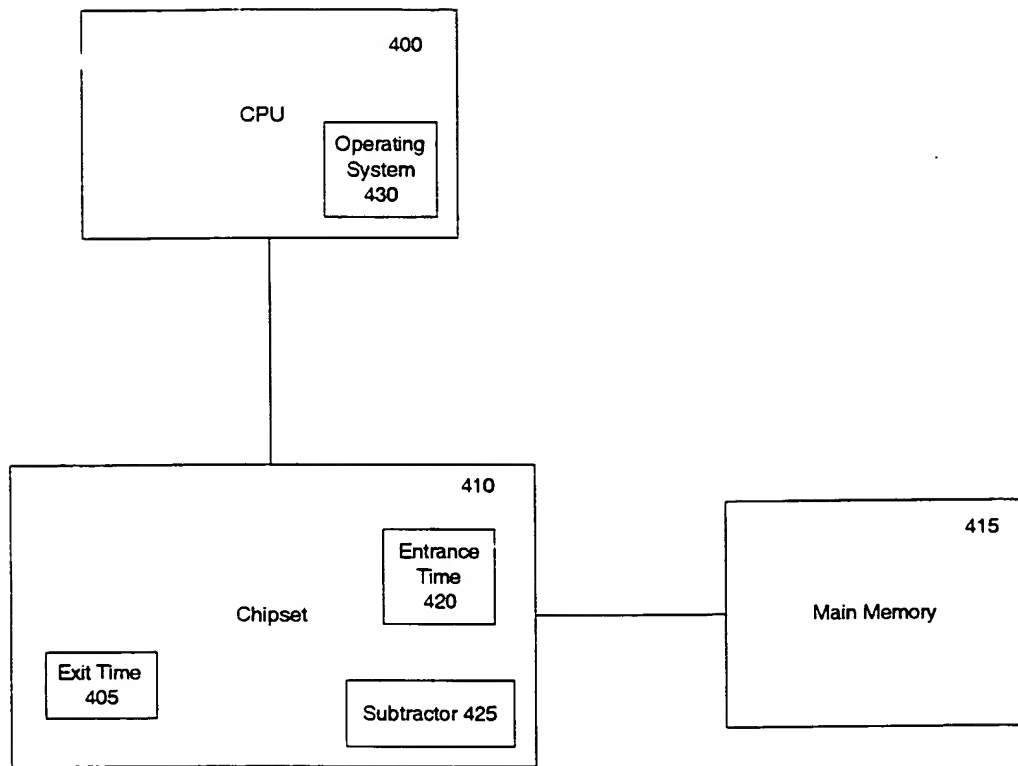 400
CPU
Operating
System
430
410
Entrance
Time
420
Chipset
Exit Time
405
Subtractor 425
415
Main Memory